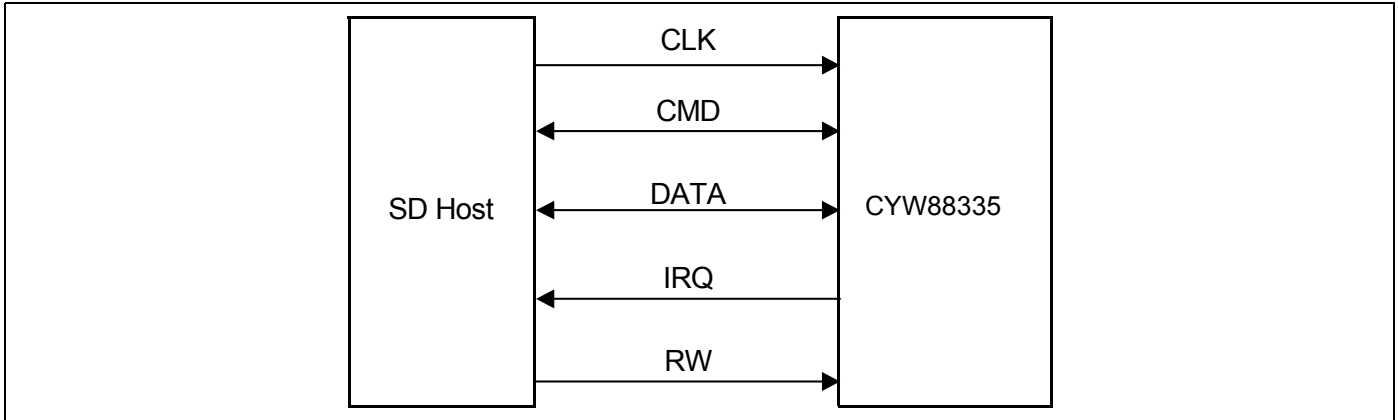 CLK
CMD
DATA
SD Host
CYW88335
IRQ
RW